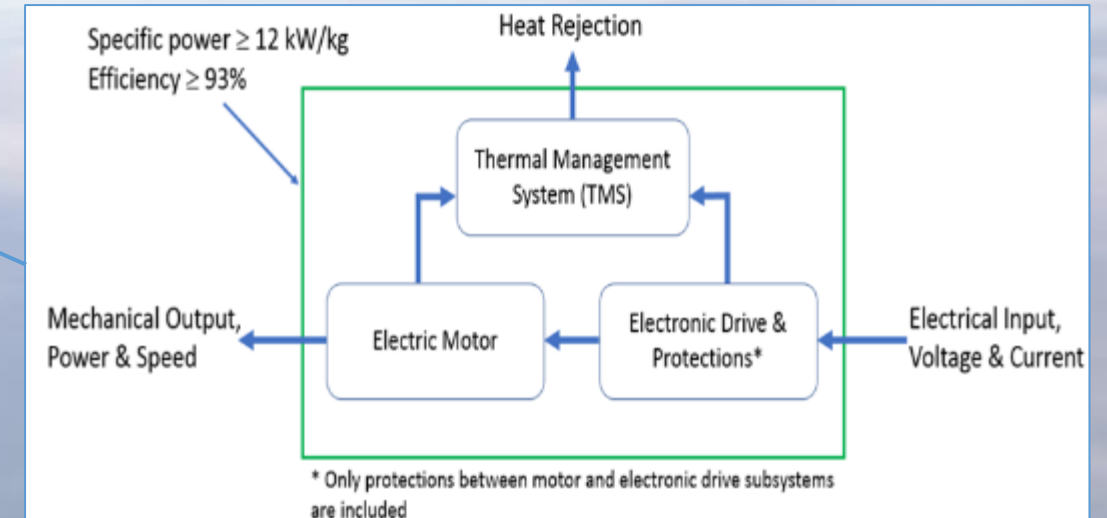 Specific power ≥ 12 kW/kg
Efficiency ≥ 93%
Heat Rejection
Thermal Management
System (TMS)
Mechanical Output,
Power & Speed
Electric Motor
Electronic Drive &
Protections*
Electrical Input,
Voltage & Current
* Only protections between motor and electronic drive subsystems
are included